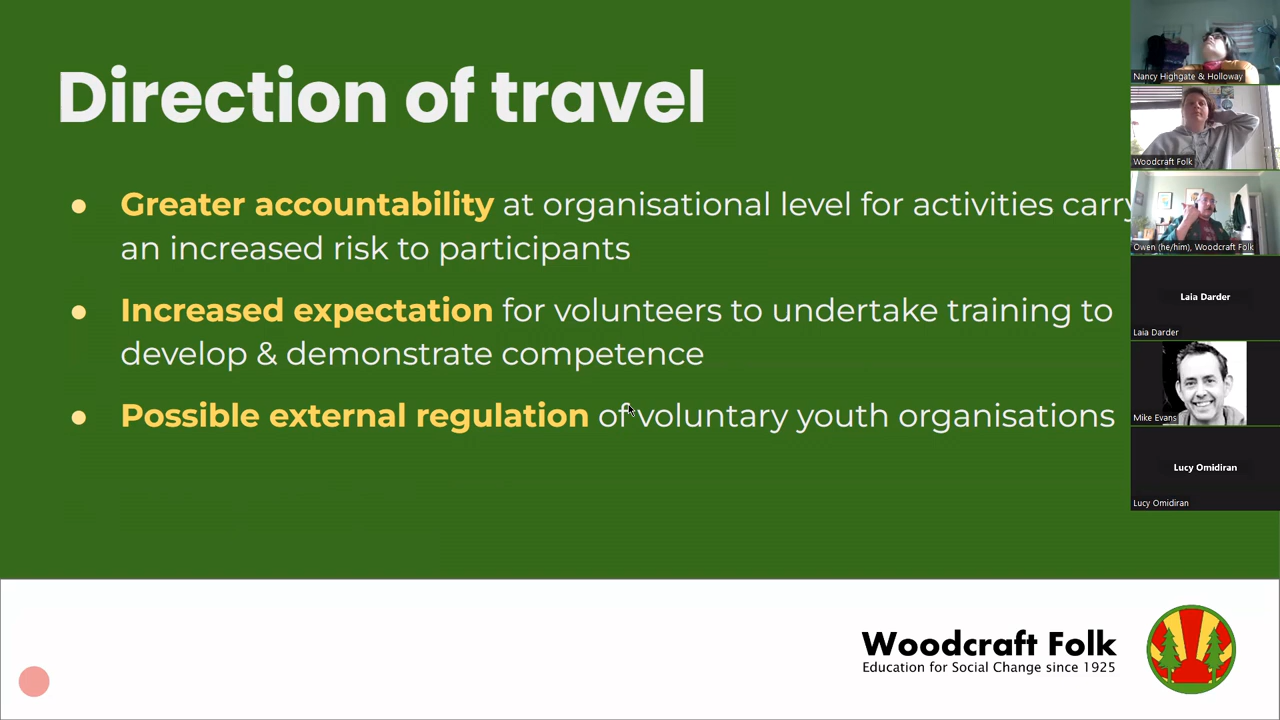 Direction of travel
● Greater accountability at organisational level for activities carry
an increased risk to participants
● Increased expectation for volunteers to undertake training to
develop & demonstrate competence
● Possible external regulation of voluntary youth organisations
Woodcraft Folk
Education for Social Change since 1925
Nancy Highgate & Holloway
Woodcraft Folk
Owen (he/him), Woodcraft Folk
Laia Darder
Laia Darder
Mike Evans
Lucy Omidiran
Lucy Omidiran